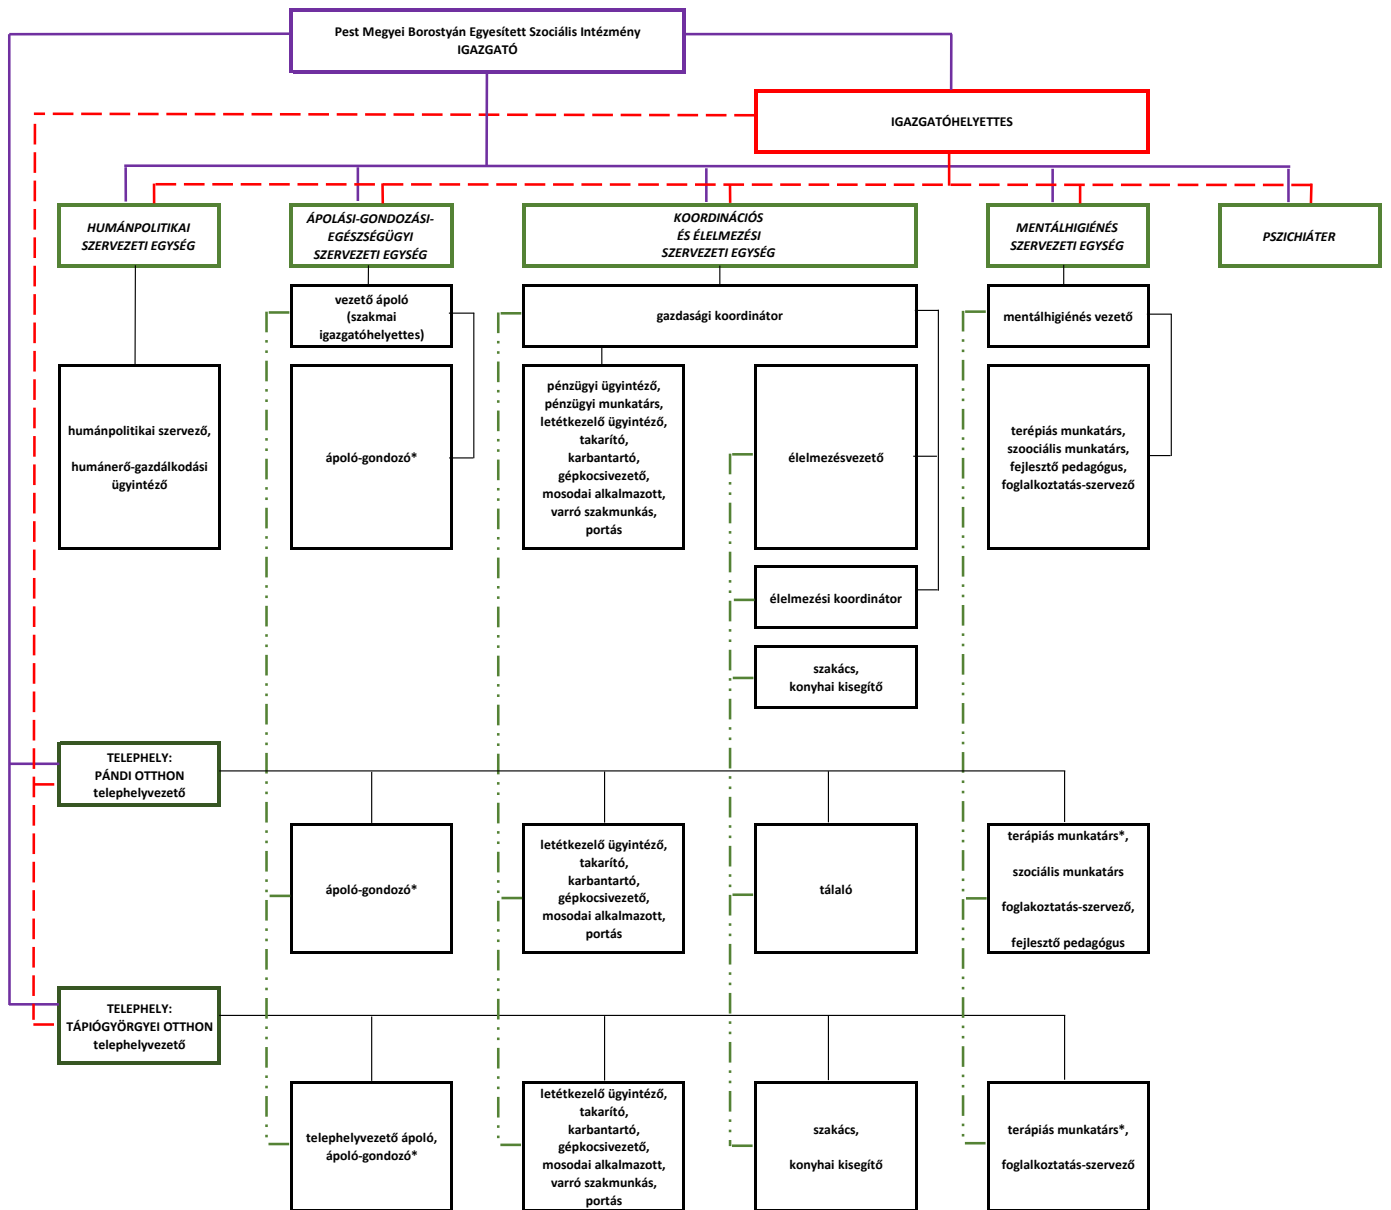 Pest Megyei Borostyán Egyesített Szociális Intézmény
IGAZGATÓ
IGAZGATÓHELYETTES
HUMÁNPOLITIKAI
SZERVEZETI EGYSÉG
ÁPOLÁSI-GONDOZÁSI-
EGÉSZSÉGÜGYI
SZERVEZETI EGYSÉG
KOORDINÁCIÓS
ÉS ÉLELMEZÉSI
SZERVEZETI EGYSÉG
MENTÁLHIGIÉNÉS
SZERVEZETI EGYSÉG
PSZICHIÁTER
vezető ápoló
(szakmai
igazgatóhelyettes)
gazdasági koordinátor
mentálhigiénés vezető
humánpolitikai szervező,
humánerő-gazdálkodási
ügyintéző
ápoló-gondozó*
pénzügyi ügyintéző,
pénzügyi munkatárs,
letétkezelő ügyintéző,
takarító,
karbantartó,
gépkocsivezető,
mosodai alkalmazott,
varró szakmunkás,
portás
élelmezésvezető
terépiás munkatárs,
szoociális munkatárs,
fejlesztő pedagógus,
foglalkoztatás-szervező
élelmezési koordinátor
szakács,
konyhai kisegítő
TELEPHELY:
PÁNDI OTTHON
telephelyvezető
ápoló-gondozó*
letétkezelő ügyintéző,
takarító,
karbantartó,
gépkocsivezető,
mosodai alkalmazott,
portás
tálaló
terápiás munkatárs*,
szociális munkatárs
foglakoztatás-szervező,
fejlesztő pedagógus
TELEPHELY:
TÁPIÓGYÖRGYEI OTTHON
telephelyvezető
telephelyvezető ápoló,
ápoló-gondozó*
letétkezelő ügyintéző,
takarító,
karbantartó,
gépkocsivezető,
mosodai alkalmazott,
varró szakmunkás,
portás
szakács,
konyhai kisegítő
terápiás munkatárs*,
foglalkoztatás-szervező